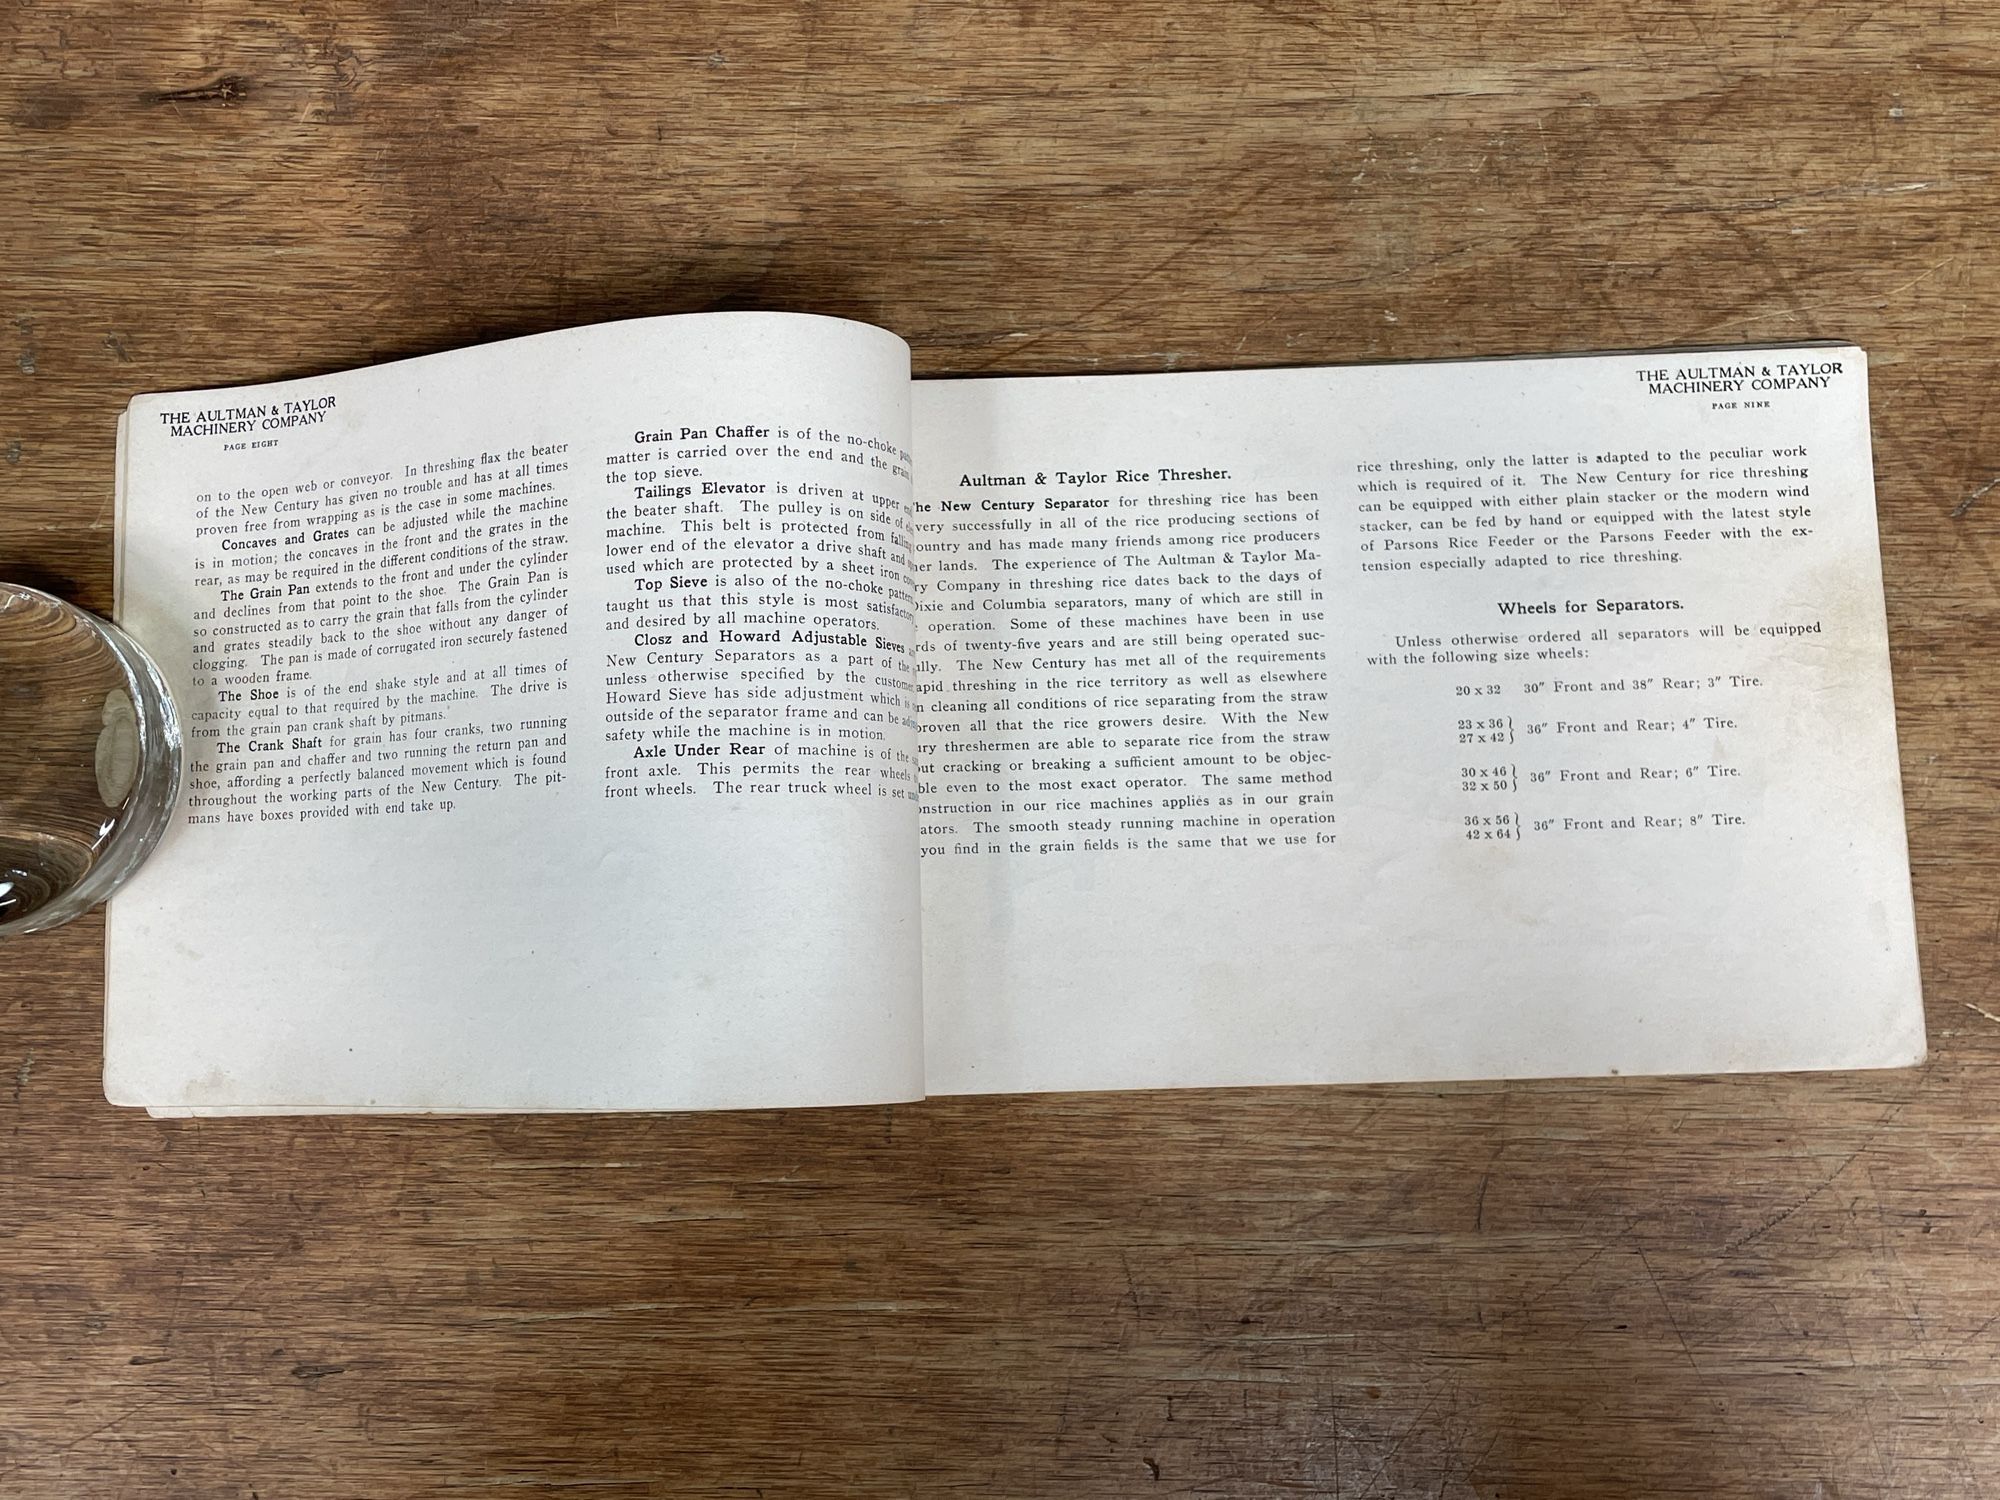 THE AULTMAN & TAYLOR
MACHINERY COMPANY
PAGE EIGHT
on to the open web or conveyor. In threshing flax the beater
of the New Century has given no trouble and has at all times
proven free from wrapping as is the case in some machines.
Concaves and Grates can be adjusted while the machine
is in motion; the concaves in the front and the grates in the
rear, as may be required in the different conditions of the straw.
The Grain Pan extends to the front and under the cylinder
and declines from that point to the shoe. The Grain Pan is
so constructed as to carry the grain that falls from the cylinder
and grates steadily back to the shoe without any danger of
clogging. The pan is made of corrugated iron securely fastened
to a wooden frame.
The Shoe is of the end shake style and at all times of
capacity equal to that required by the machine. The drive is
from the grain pan crank shaft by pitmans.
The Crank Shaft for grain has four cranks, two running
the grain pan and chaffer and two running the return pan and
shoe, affording a perfectly balanced movement which is found
throughout the working parts of the New Century. The pit-
mans have boxes provided with end take up.
Grain Pan Chaffer is of the no-choke
matter is carried over the end and the grain
the top sieve.
Tailings Elevator is driven at upper
the beater shaft. The pulley is on side of
machine. This belt is protected from
lower end of the elevator a drive shaft and
used which are protected by a sheet iron
Top Sieve is also of the no-choke
taught us that this style is most satisfactory
and desired by all machine operators.
Closz and Howard Adjustable Sieves
New Century Separators as a part of the
unless otherwise specified by the customer.
Howard Sieve has side adjustment which is
outside of the separator frame and can be
safety while the machine is in motion.
Axle Under Rear of machine is of the
front axle. This permits the rear wheels
front wheels. The rear truck wheel is set
THE AULTMAN & TAYLOR
MACHINERY COMPANY
PAGE NINE
Aultman & Taylor Rice Thresher.
New Century Separator for threshing rice has been
very successfully in all of the rice producing sections of
ountry and has made many friends among rice producers
her lands. The experience of The Aultman & Taylor Ma-
ry Company in threshing rice dates back to the days of
Dixie and Columbia separators, many of which are still in
operation. Some of these machines have been in use
rds of twenty-five years and are still being operated suc-
ully. The New Century has met all of the requirements
apid threshing in the rice territory as well as elsewhere
n cleaning all conditions of rice separating from the straw
proven all that the rice growers desire. With the New
ury threshermen are able to separate rice from the straw
out cracking or breaking a sufficient amount to be objec-
ble even to the most exact operator. The same method
onstruction in our rice machines applies as in our grain
ators. The smooth steady running machine in operation
you find in the grain fields is the same that we use for
rice threshing, only the latter is adapted to the peculiar work
which is required of it. The New Century for rice threshing
can be equipped with either plain stacker or the modern wind
stacker, can be fed by hand or equipped with the latest style
of Parsons Rice Feeder or the Parsons Feeder with the ex-
tension especially adapted to rice threshing.
Wheels for Separators.
Unless otherwise ordered all separators will be equipped
with the following size wheels:
20 x 32 30" Front and 38" Rear; 3" Tire.
23 x 36
27 x 42 } 36" Front and Rear; 4" Tire.
30 x 46
32 x 50 } 36" Front and Rear; 6" Tire.
36 x 56
42 x 64 } 36" Front and Rear; 8" Tire.